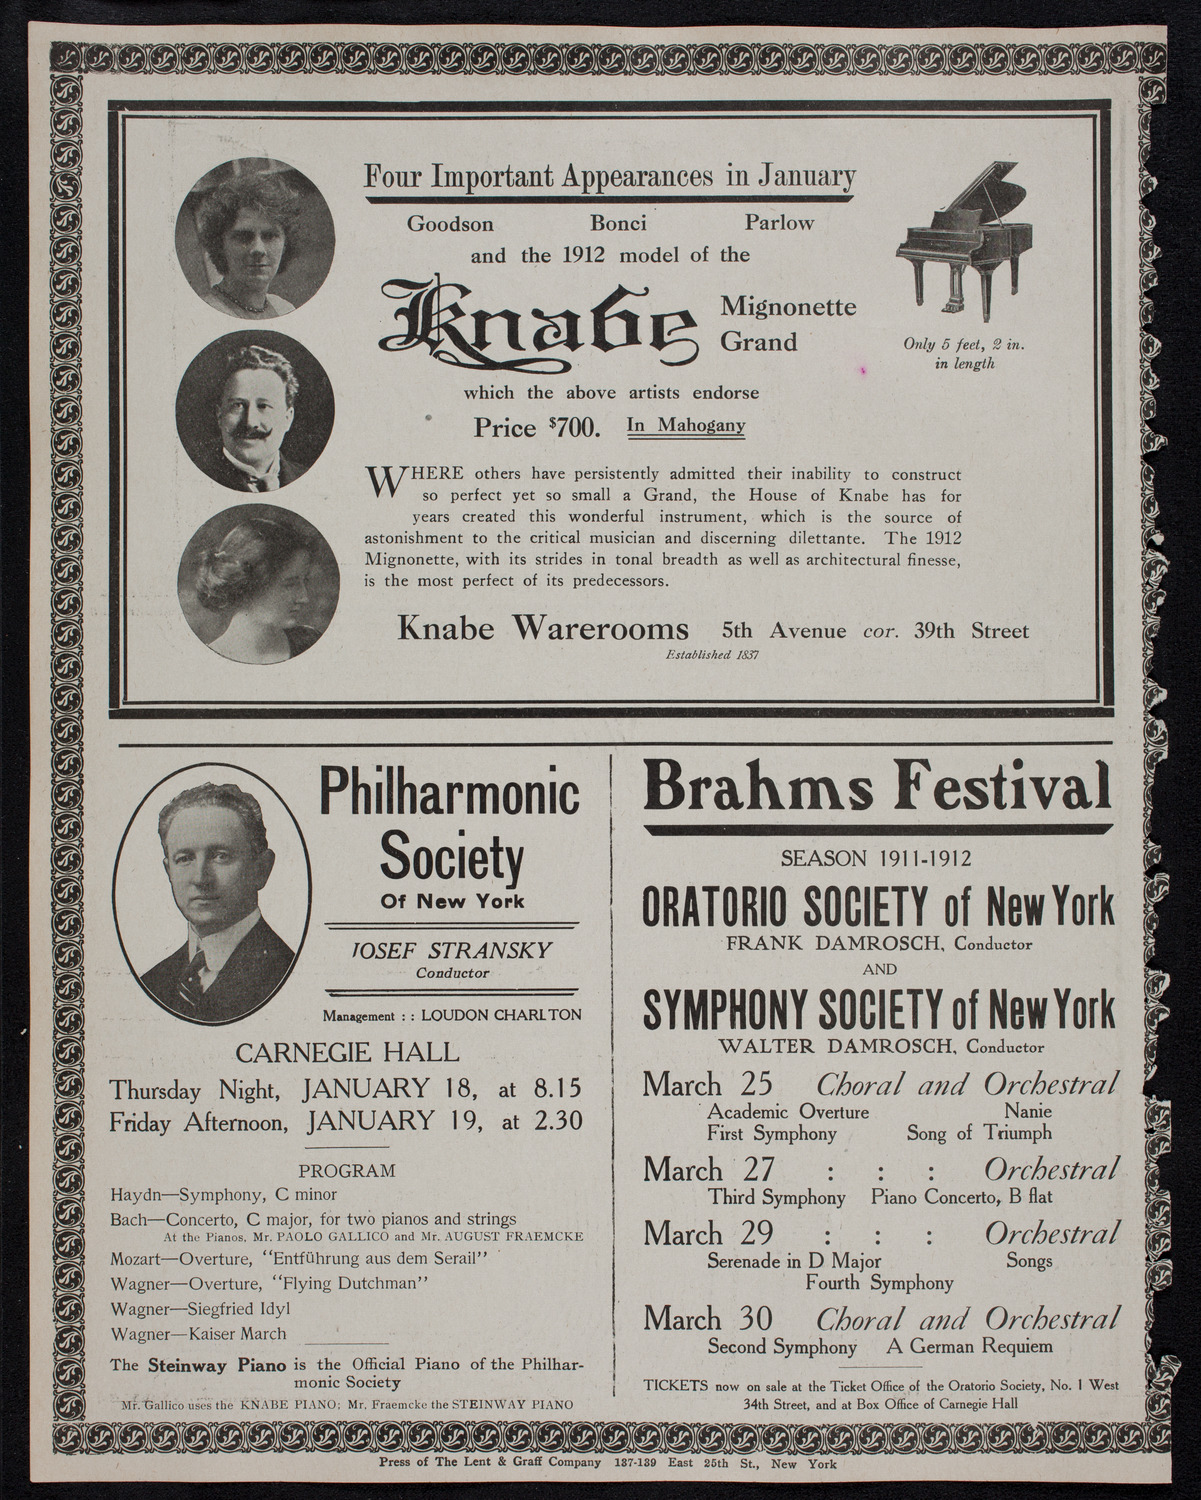 Four Important Appearances in January
Goodson Bonci Parlow
and the 1912 model of the
Knabe Mignonette
Grand
Only 5 feet, 2 in.
in length
which the above artists endorse
Price $700. In Mahogany
WHERE others have persistently admitted their inability to construct
so perfect yet so small a Grand, the House of Knabe has for
years created this wonderful instrument, which is the source of
astonishment to the critical musician and discerning dilettante. The 1912
Mignonette, with its strides in tonal breadth as well as architectural finesse,
is the most perfect of its predecessors.
Knabe Warerooms 5th Avenue cor. 39th Street
Established 1837
Philharmonic
Society
Of New York
JOSEF STRANSKY
Conductor
Management : : LOUDON CHARLTON
CARNEGIE HALL
Thursday Night, JANUARY 18, at 8.15
Friday Afternoon, JANUARY 19, at 2.30
PROGRAM
Haydn—Symphony, C minor
Bach—Concerto, C major, for two pianos and strings
At the Pianos, Mr. PAOLO GALLICO and Mr. AUGUST FRAEMCKE
Mozart—Overture, "Entführung aus dem Serail"
Wagner—Overture, "Flying Dutchman"
Wagner—Siegfried Idyl
Wagner—Kaiser March
The Steinway Piano is the Official Piano of the Philhar-
monic Society
Mr. Gallico uses the KNABE PIANO; Mr. Fraemcke the STEINWAY PIANO
Brahms Festival
SEASON 1911-1912
ORATORIO SOCIETY of New York
FRANK DAMROSCH, Conductor
AND
SYMPHONY SOCIETY of New York
WALTER DAMROSCH, Conductor
March 25 Choral and Orchestral
Academic Overture Nanie
First Symphony Song of Triumph
March 27 : : : Orchestral
Third Symphony Piano Concerto, B flat
March 29 : : : Orchestral
Serenade in D Major Songs
Fourth Symphony
March 30 Choral and Orchestral
Second Symphony A German Requiem
TICKETS now on sale at the Ticket Office of the Oratorio Society, No. 1 West
34th Street, and at Box Office of Carnegie Hall
Press of The Lent & Graff Company 137-139 East 25th St., New York